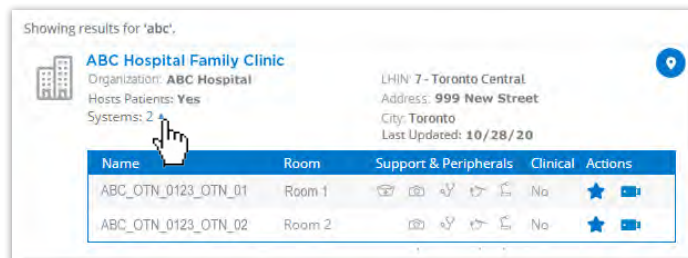 Showing results for 'abc'.
ABC Hospital Family Clinic
Organization: ABC Hospital
Hosts Patients: Yes
Systems: 2
LHIN: 7 - Toronto Central
Address: 999 New Street
City: Toronto
Last Updated: 10/28/20
Name Room Support & Peripherals Clinical Actions
ABC_OTN_0123_OTN_01 Room 1 No
ABC_OTN_0123_OTN_02 Room 2 No